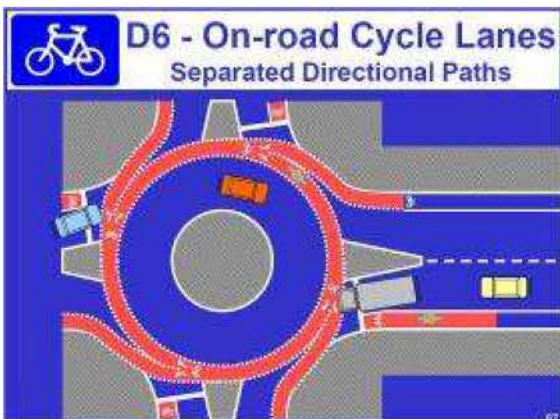 D6 - On-road Cycle Lanes
Separated Directional Paths